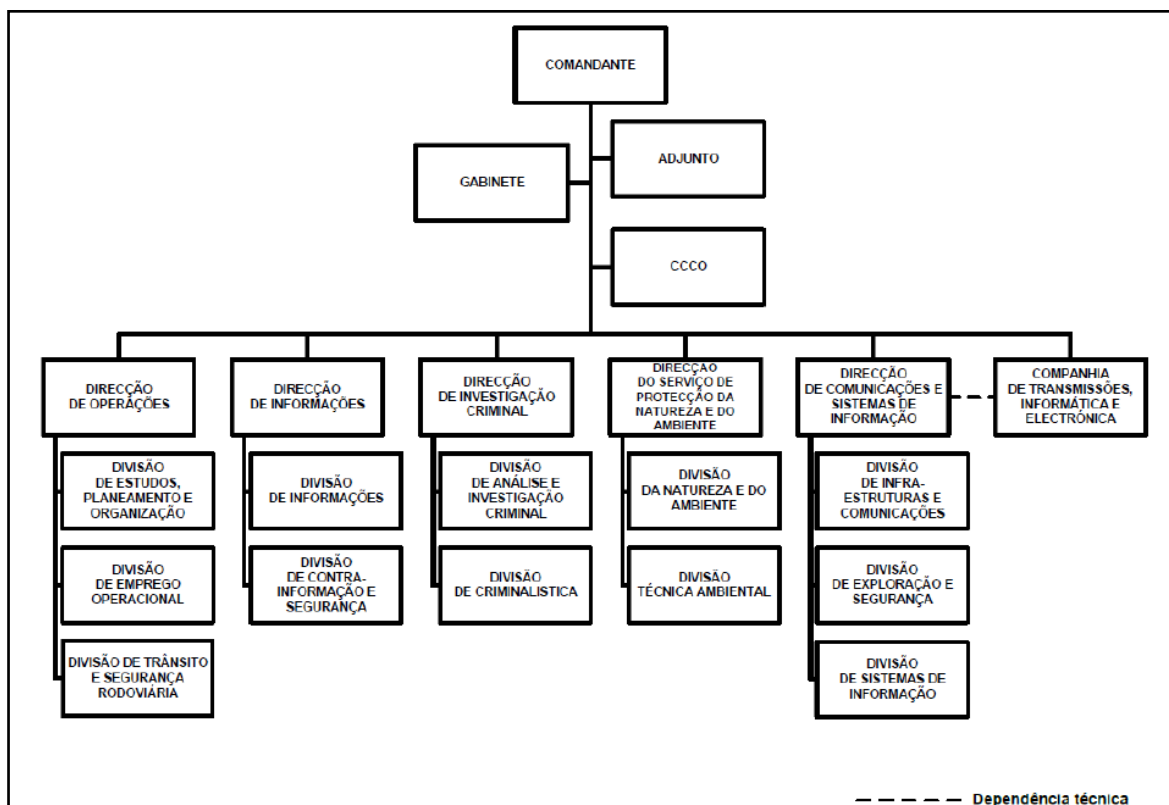 COMANDANTE
GABINETE
ADJUNTO
CCCO
DIRECÇÃO
DE OPERAÇÕES
DIRECÇÃO
DE INFORMAÇÕES
DIRECÇÃO
DE INVESTIGAÇÃO
CRIMINAL
DIRECÇÃO
DO SERVIÇO DE
PROTECÇÃO DA
NATUREZA E DO
AMBIENTE
DIRECÇÃO
DE COMUNICAÇÕES E
SISTEMAS DE
INFORMAÇÃO
COMPANHIA
DE TRANSMISSÕES,
INFORMÁTICA E
ELECTRÓNICA
DIVISÃO
DE ESTUDOS,
PLANEAMENTO E
ORGANIZAÇÃO
DIVISÃO
DE INFORMAÇÕES
DIVISÃO
DE ANÁLISE E
INVESTIGAÇÃO
CRIMINAL
DIVISÃO
DA NATUREZA E DO
AMBIENTE
DIVISÃO
DE INFRA-
ESTRUTURAS E
COMUNICAÇÕES
DIVISÃO
DE EMPREGO
OPERACIONAL
DIVISÃO
DE CONTRA-
INFORMAÇÃO E
SEGURANÇA
DIVISÃO
DE CRIMINALISTICA
DIVISÃO
TÉCNICA AMBIENTAL
DIVISÃO
DE EXPLORAÇÃO E
SEGURANÇA
DIVISÃO DE TRÂNSITO
E SEGURANÇA
RODOVIÁRIA
DIVISÃO
DE SISTEMAS DE
INFORMAÇÃO
Dependência técnica